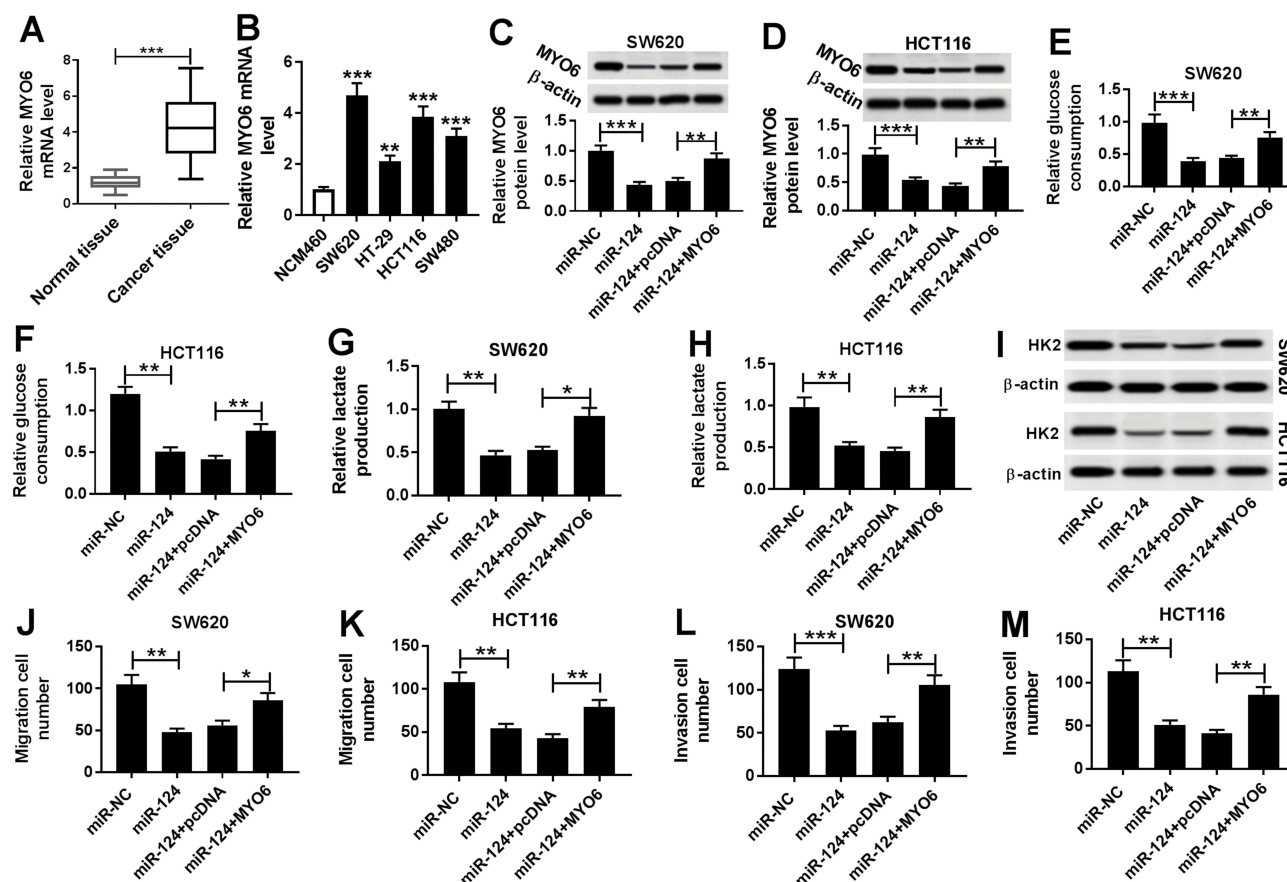 A
***
Relative MYO6
mRNA level
8
6
4
2
0
Normal tissue
Cancer tissue
B
Relative MYO6 mRNA
level
6
4
2
0
***
**
***
***
NCM460
SW620
HT-29
HCT116
SW480
C
SW620
MYO6
β-actin
Relative MYO6
potein level
1.5
1.0
0.5
0.0
***
**
miR-NC
miR-124
miR-124+pcDNA
miR-124+MYO6
D
HCT116
MYO6
β-actin
Relative MYO6
potein level
1.5
1.0
0.5
0.0
***
**
miR-NC
miR-124
miR-124+pcDNA
miR-124+MYO6
E
SW620
Relative glucose
consumption
1.5
1.0
0.5
0.0
***
**
miR-NC
miR-124
miR-124+pcDNA
miR-124+MYO6
F
HCT116
Relative glucose
consumption
1.5
1.0
0.5
0.0
**
**
miR-NC
miR-124
miR-124+pcDNA
miR-124+MYO6
G
SW620
Relative lactate
production
1.5
1.0
0.5
0.0
**
*
miR-NC
miR-124
miR-124+pcDNA
miR-124+MYO6
H
HCT116
Relative lactate
production
1.5
1.0
0.5
0.0
**
**
miR-NC
miR-124
miR-124+pcDNA
miR-124+MYO6
I
HK2
β-actin
SW620
HK2
β-actin
HCT116
miR-NC
miR-124
miR-124+pcDNA
miR-124+MYO6
J
SW620
Migration cell
number
150
100
50
0
**
*
miR-NC
miR-124
miR-124+pcDNA
miR-124+MYO6
K
HCT116
Migration cell
number
150
100
50
0
**
**
miR-NC
miR-124
miR-124+pcDNA
miR-124+MYO6
L
SW620
Invasion cell
number
150
100
50
0
***
**
miR-NC
miR-124
miR-124+pcDNA
miR-124+MYO6
M
HCT116
Invasion cell
number
150
100
50
0
**
**
miR-NC
miR-124
miR-124+pcDNA
miR-124+MYO6